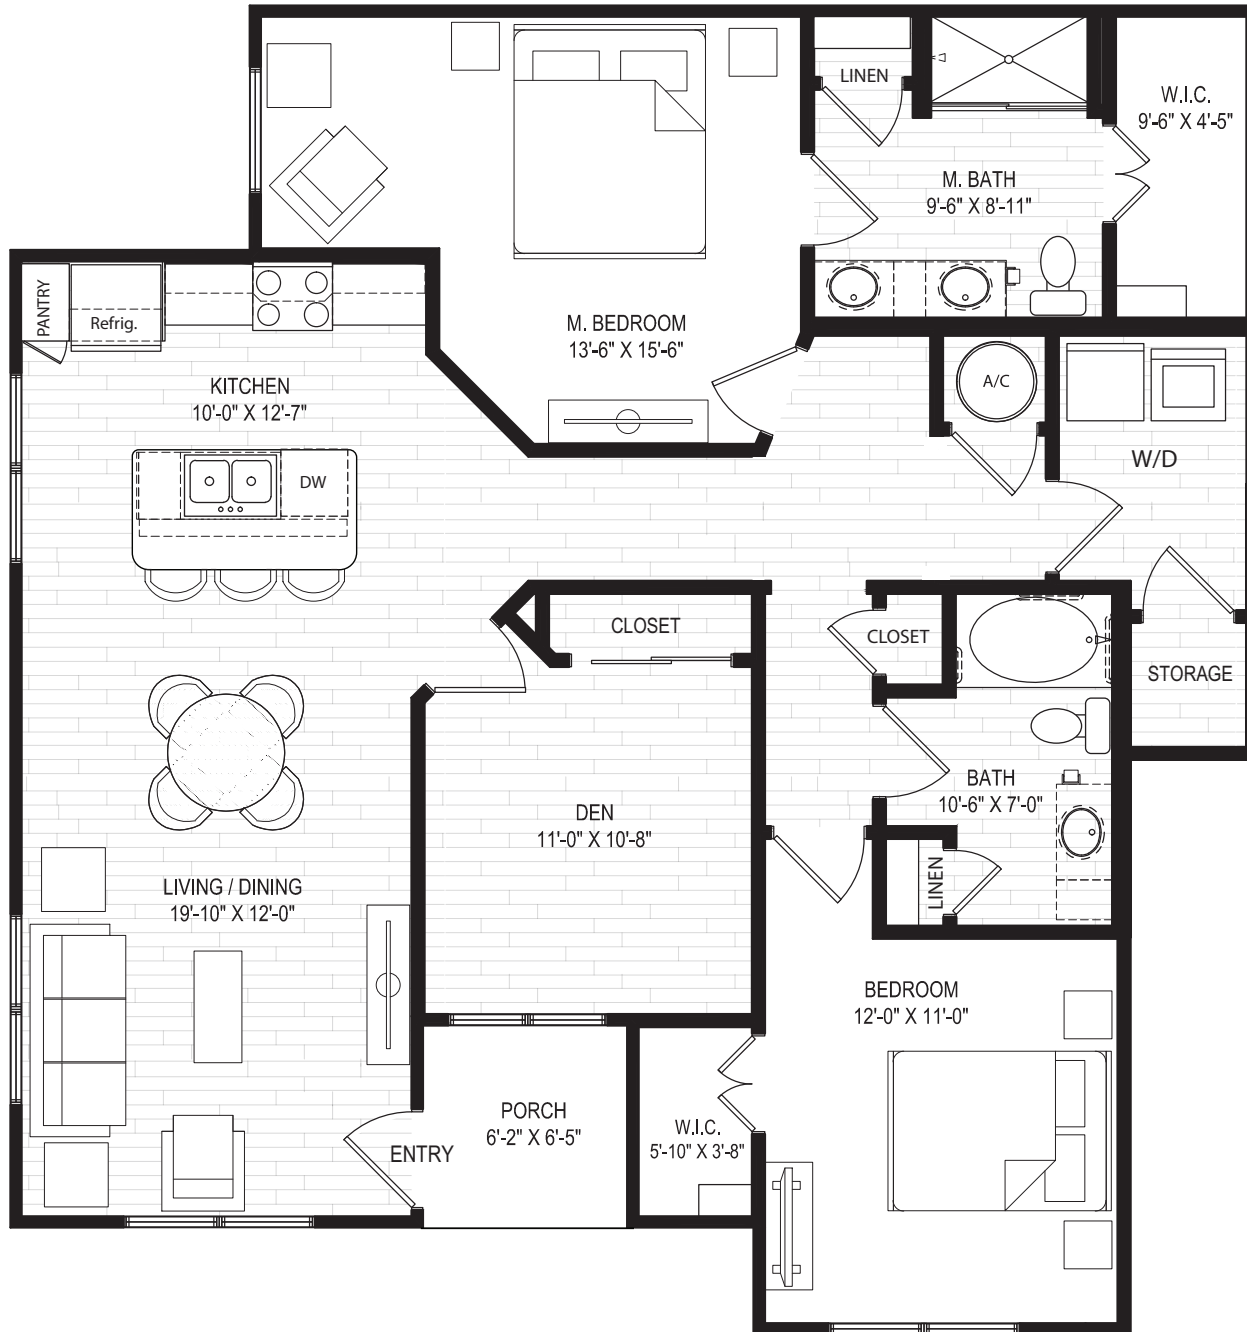 LINEN
W.I.C.
9'-6" X 4'-5"
M. BATH
9'-6" X 8'-11"
PANTRY
Refrig.
M. BEDROOM
13'-6" X 15'-6"
KITCHEN
10'-0" X 12'-7"
A/C
W/D
DW
CLOSET
CLOSET
STORAGE
BATH
10'-6" X 7'-0"
DEN
11'-0" X 10'-8"
LINEN
LIVING / DINING
19'-10" X 12'-0"
BEDROOM
12'-0" X 11'-0"
PORCH
6'-2" X 6'-5"
ENTRY
W.I.C.
5'-10" X 3'-8"